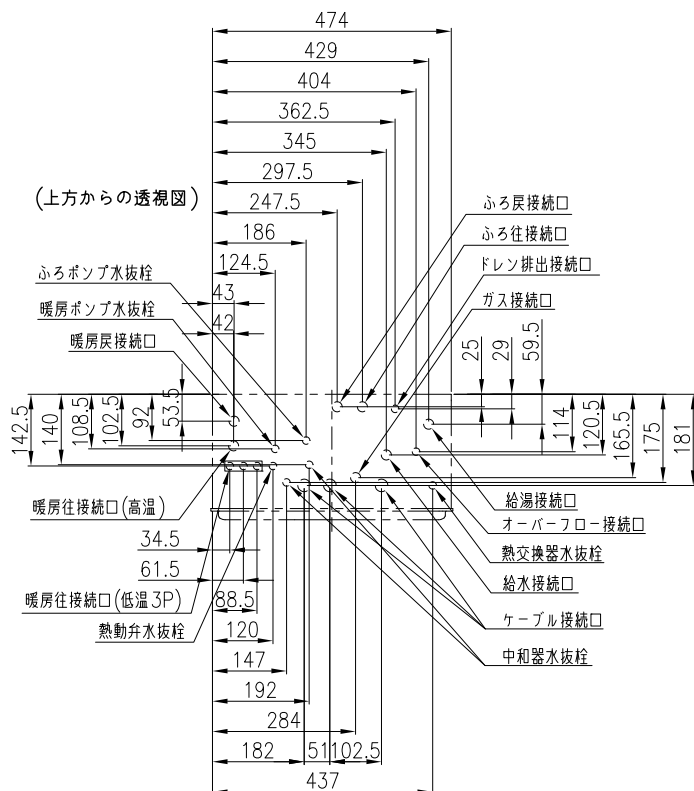 474
429
404
362.5
345
297.5
247.5
(上方からの透視図)
186
124.5
43
42
ふろ戻接続口
ふろ往接続口
ドレン排出接続口
ガス接続口
ふろポンプ水抜栓
暖房ポンプ水抜栓
暖房戻接続口
142.5
140
108.5
102.5
92
53.5
25
29
59.5
114
120.5
165.5
175
181
暖房往接続口(高温)
34.5
61.5
暖房往接続口(低温3P)
88.5
熱動弁水抜栓
120
147
192
284
182
51
102.5
437
給湯接続口
オーバーフロー接続口
熱交換器水抜栓
給水接続口
ケーブル接続口
中和器水抜栓